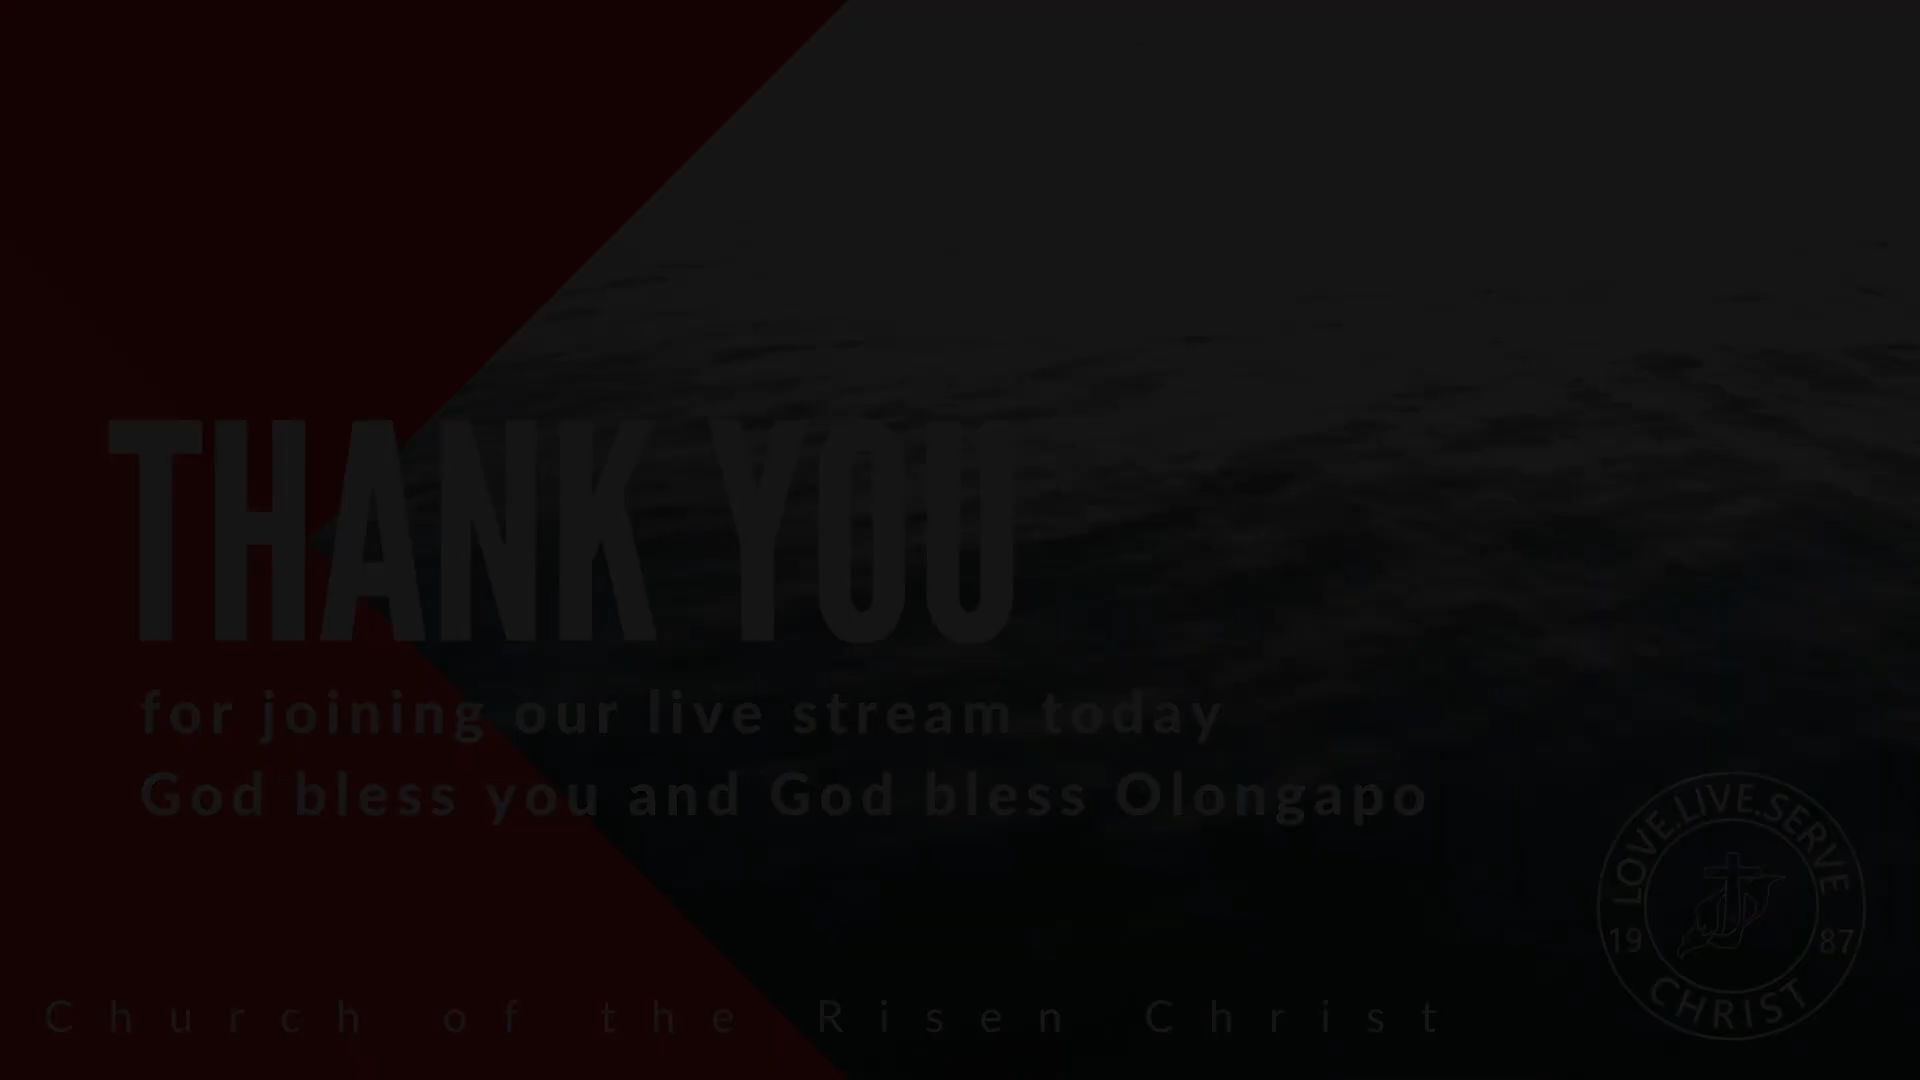 THANK YOU
for joining our live stream today
God bless you and God bless Olongapo
LOVE.LIVE.SERVE
19 87
CHRIST
Church of the Risen Christ